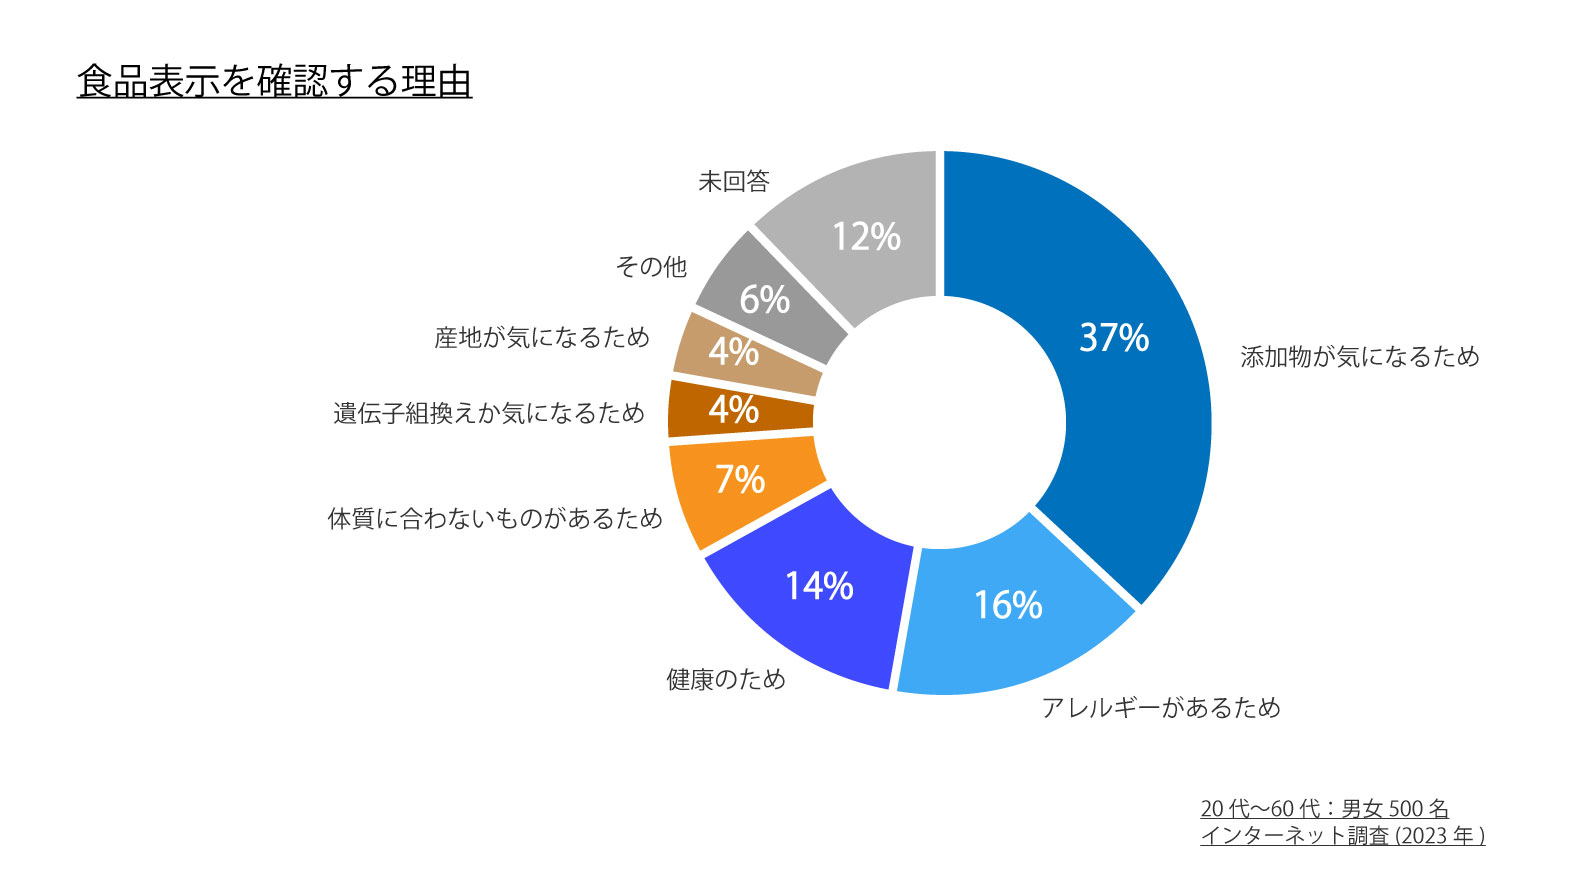 食品表示を確認する理由
未回答
12%
その他
6%
37%
産地が気になるため
4%
添加物が気になるため
遺伝子組換えか気になるため
4%
体質に合わないものがあるため
7%
14%
16%
健康のため
アレルギーがあるため
20代〜60代：男女500名
インターネット調査(2023年)